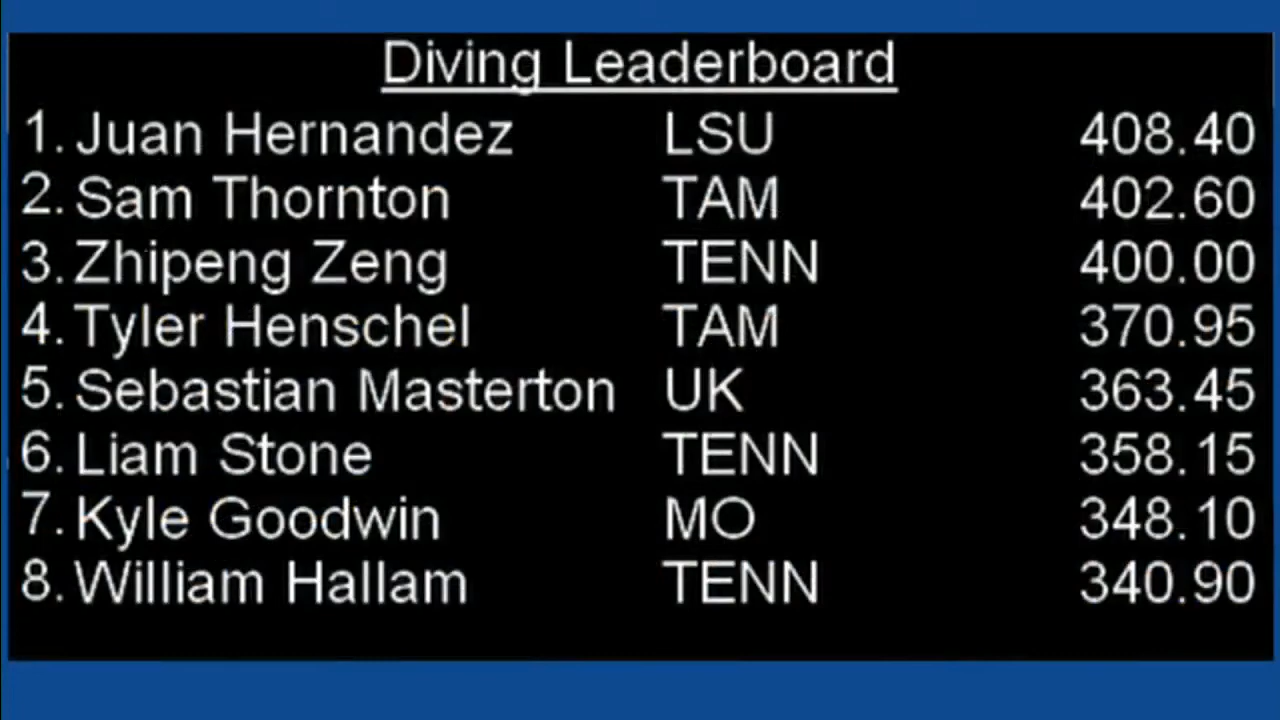 Diving Leaderboard
1. Juan Hernandez LSU 408.40
2. Sam Thornton TAM 402.60
3. Zhipeng Zeng TENN 400.00
4. Tyler Henschel TAM 370.95
5. Sebastian Masterton UK 363.45
6. Liam Stone TENN 358.15
7. Kyle Goodwin MO 348.10
8. William Hallam TENN 340.90